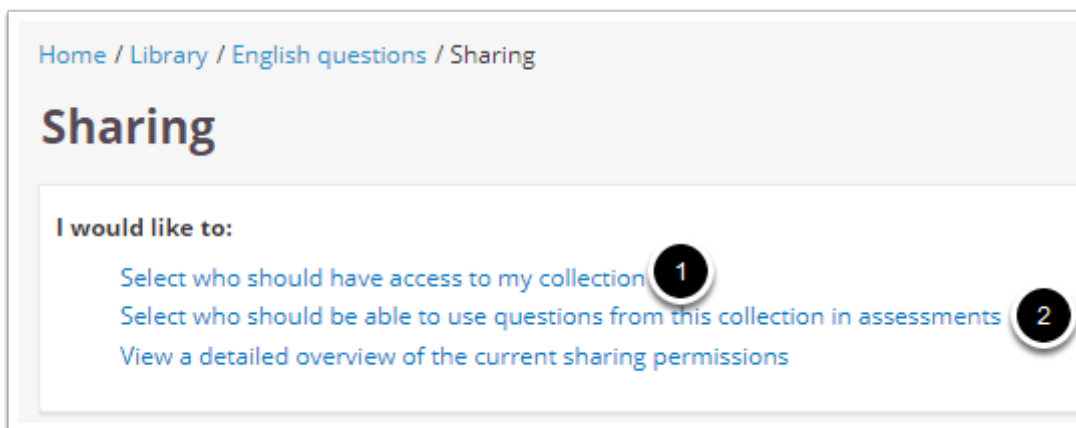 Home / Library / English questions / Sharing
Sharing
I would like to:
Select who should have access to my collection 1
Select who should be able to use questions from this collection in assessments 2
View a detailed overview of the current sharing permissions